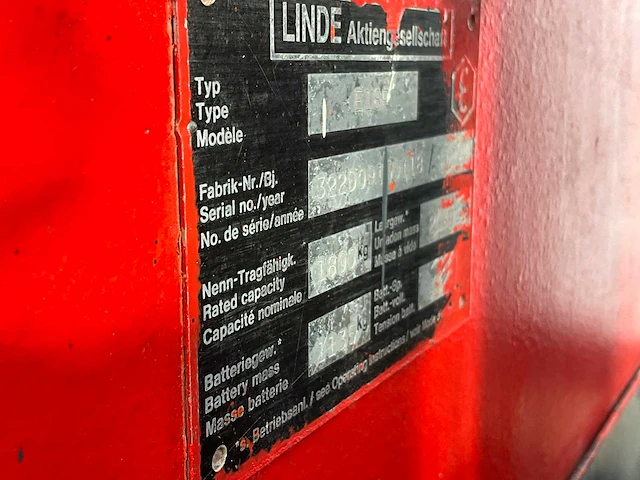 LINDE Aktiengesellschaft
Typ
Type
Modèle
Fabrik-Nr./Bj.
Serial no./year
No. de série/année
Nenn-Tragfähigk.
Rated capacity
Capacité nominale
kg
Leergew.*
Unladen mass
Masse à vide
Batteriegew.*
Battery mass
Masse batterie
Batt.-Sp.
Batt.-volt.
Tension batt.
*s. Betriebsanl. / see Operating Instructions / voir Mode